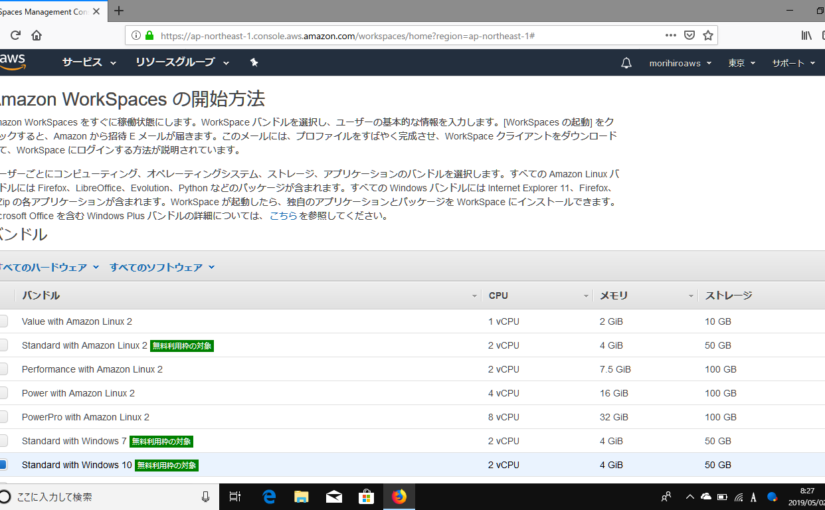 Spaces Management Con
https://ap-northeast-1.console.aws.amazon.com/workspaces/home?region=ap-northeast-1#
aws サービス リソースグループ morihiroaws 東京 サポート
mazon WorkSpaces の開始方法
mazon WorkSpaces をすぐに稼働状態にします。WorkSpace バンドルを選択し、ユーザーの基本的な情報を入力します。[WorkSpaces の起動] をク
ックすると、Amazon から招待 E メールが届きます。このメールには、プロファイルをすばやく完成させ、WorkSpace クライアントをダウンロード
て、WorkSpace にログインする方法が説明されています。
ーザーごとにコンピューティング、オペレーティングシステム、ストレージ、アプリケーションのバンドルを選択します。すべての Amazon Linux バ
ドルには Firefox、LibreOffice、Evolution、Python などのパッケージが含まれます。すべての Windows バンドルには Internet Explorer 11、Firefox、
Zip の各アプリケーションが含まれます。WorkSpace が起動したら、独自のアプリケーションとパッケージを WorkSpace にインストールできます。
icrosoft Office を含む Windows Plus バンドルの詳細については、こちらを参照してください。
バンドル
すべてのハードウェア すべてのソフトウェア
バンドル CPU メモリ ストレージ
Value with Amazon Linux 2 1 vCPU 2 GiB 10 GB
Standard with Amazon Linux 2 無料利用枠の対象 2 vCPU 4 GiB 50 GB
Performance with Amazon Linux 2 2 vCPU 7.5 GiB 100 GB
Power with Amazon Linux 2 4 vCPU 16 GiB 100 GB
PowerPro with Amazon Linux 2 8 vCPU 32 GiB 100 GB
Standard with Windows 7 無料利用枠の対象 2 vCPU 4 GiB 50 GB
Standard with Windows 10 無料利用枠の対象 2 vCPU 4 GiB 50 GB
ここに入力して検索 A 8:27
2019/05/02